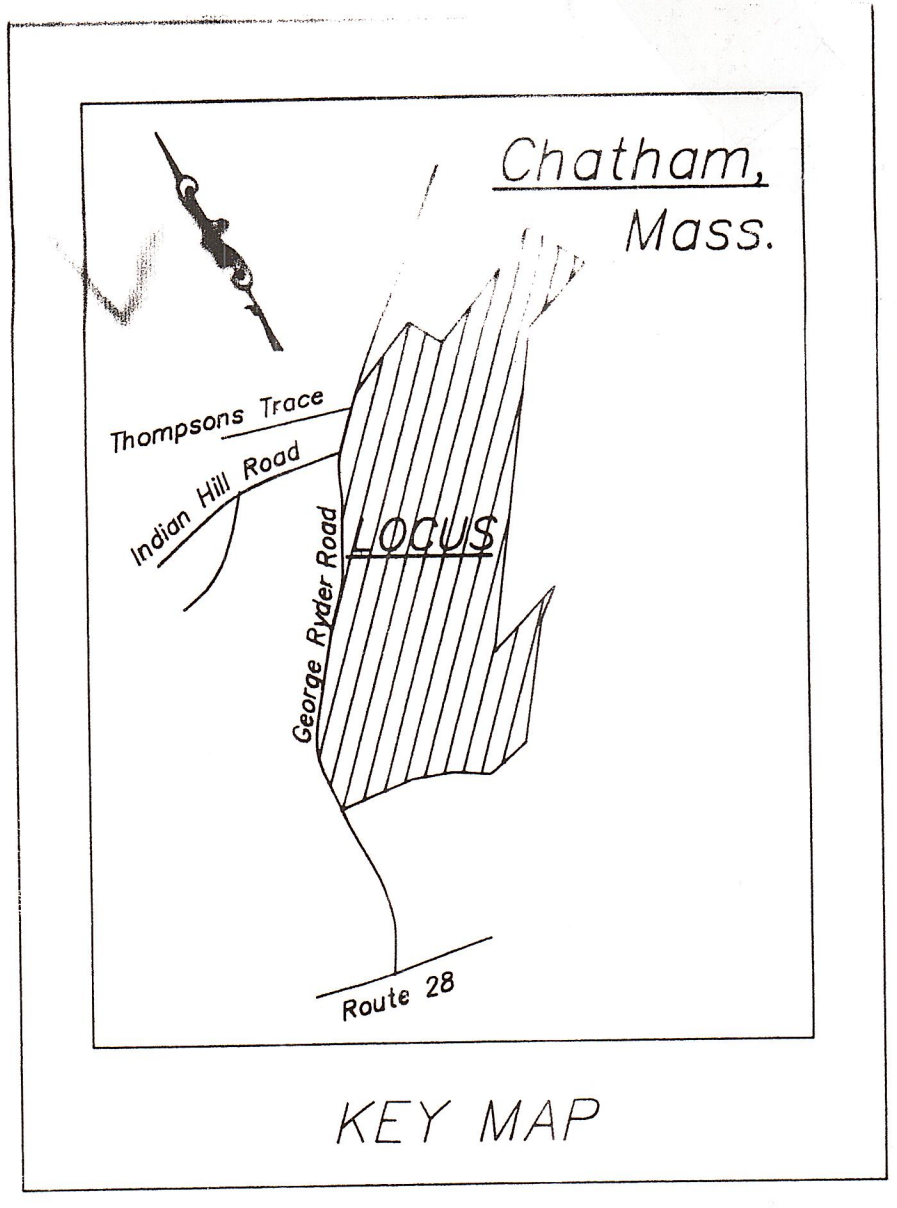 Chatham,
Mass.
Thompsons Trace
Indian Hill Road
LOCUS
George Ryder Road
Route 28
KEY MAP